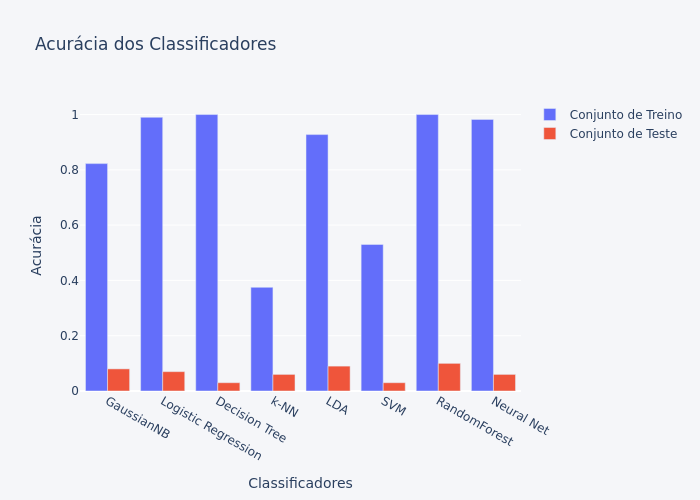 Acurácia dos Classificadores
Conjunto de Treino
Conjunto de Teste
Acurácia
1
0.8
0.6
0.4
0.2
0
GaussianNB
Logistic Regression
Decision Tree
k-NN
LDA
SVM
RandomForest
Neural Net
Classificadores